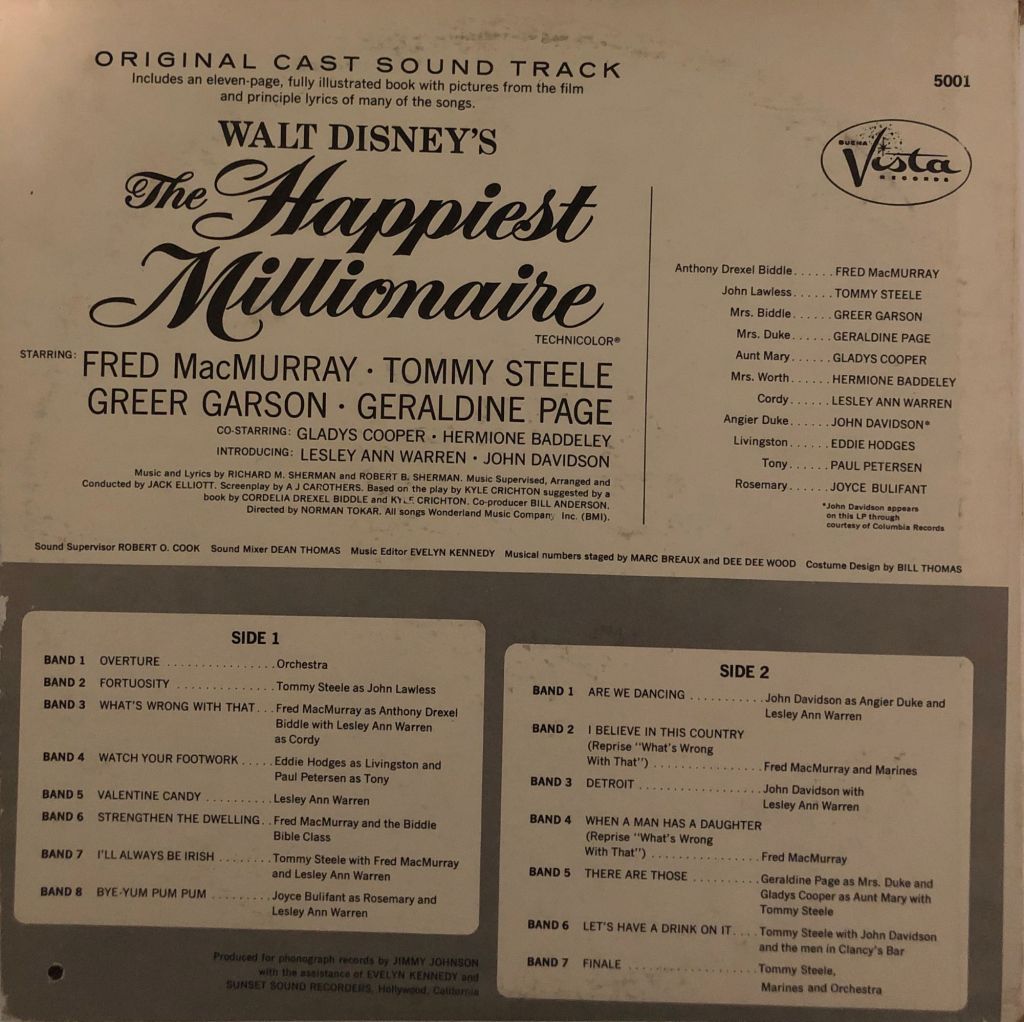 ORIGINAL CAST SOUND TRACK
Includes an eleven-page, fully illustrated book with pictures from the film
and principle lyrics of many of the songs.
5001
BUENA
Vista
RECORDS
WALT DISNEY'S
The Happiest
Millionaire
TECHNICOLOR®
STARRING: FRED MacMURRAY · TOMMY STEELE
GREER GARSON · GERALDINE PAGE
CO-STARRING: GLADYS COOPER · HERMIONE BADDELEY
INTRODUCING: LESLEY ANN WARREN · JOHN DAVIDSON
Music and Lyrics by RICHARD M. SHERMAN and ROBERT B. SHERMAN. Music Supervised, Arranged and
Conducted by JACK ELLIOTT. Screenplay by A J CAROTHERS. Based on the play by KYLE CRICHTON suggested by a
book by CORDELIA DREXEL BIDDLE and KYLE CRICHTON. Co-producer BILL ANDERSON.
Directed by NORMAN TOKAR. All songs Wonderland Music Company Inc. (BMI).
Anthony Drexel Biddle......FRED MacMURRAY
John Lawless......TOMMY STEELE
Mrs. Biddle......GREER GARSON
Mrs. Duke......GERALDINE PAGE
Aunt Mary......GLADYS COOPER
Mrs. Worth......HERMIONE BADDELEY
Cordy......LESLEY ANN WARREN
Angier Duke......JOHN DAVIDSON*
Livingston......EDDIE HODGES
Tony......PAUL PETERSEN
Rosemary......JOYCE BULIFANT
*John Davidson appears
on this LP through
courtesy of Columbia Records
Sound Supervisor ROBERT O. COOK Sound Mixer DEAN THOMAS Music Editor EVELYN KENNEDY Musical numbers staged by MARC BREAUX and DEE DEE WOOD Costume Design by BILL THOMAS
SIDE 1
BAND 1 OVERTURE ................Orchestra
BAND 2 FORTUOSITY ..............Tommy Steele as John Lawless
BAND 3 WHAT'S WRONG WITH THAT...Fred MacMurray as Anthony Drexel
Biddle with Lesley Ann Warren
as Cordy
BAND 4 WATCH YOUR FOOTWORK .....Eddie Hodges as Livingston and
Paul Petersen as Tony
BAND 5 VALENTINE CANDY ..........Lesley Ann Warren
BAND 6 STRENGTHEN THE DWELLING..Fred MacMurray and the Biddle
Bible Class
BAND 7 I'LL ALWAYS BE IRISH ........Tommy Steele with Fred MacMurray
and Lesley Ann Warren
BAND 8 BYE-YUM PUM PUM .........Joyce Bulifant as Rosemary and
Lesley Ann Warren
Produced for phonograph records by JIMMY JOHNSON
with the assistance of EVELYN KENNEDY and
SUNSET SOUND RECORDERS, Hollywood, California
SIDE 2
BAND 1 ARE WE DANCING ..........John Davidson as Angier Duke and
Lesley Ann Warren
BAND 2 I BELIEVE IN THIS COUNTRY
(Reprise "What's Wrong
With That") ...............Fred MacMurray and Marines
BAND 3 DETROIT .................John Davidson with
Lesley Ann Warren
BAND 4 WHEN A MAN HAS A DAUGHTER
(Reprise "What's Wrong
With That") ...............Fred MacMurray
BAND 5 THERE ARE THOSE ..........Geraldine Page as Mrs. Duke and
Gladys Cooper as Aunt Mary with
Tommy Steele
BAND 6 LET'S HAVE A DRINK ON IT....Tommy Steele with John Davidson
and the men in Clancy's Bar
BAND 7 FINALE ...................Tommy Steele,
Marines and Orchestra